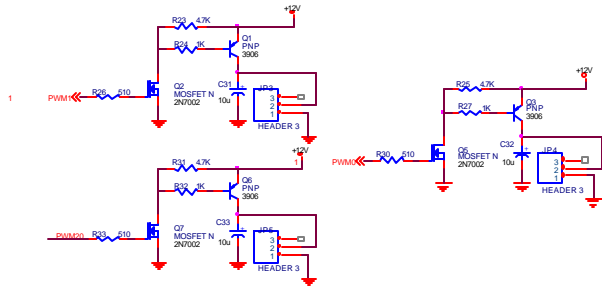 +12V
R23 4.7K
Q1
R24 1K
PNP
3906
Q2
C31
JP3
1 PWM1 R26 510
MOSFET N
2N7002
10u
3
2
1
HEADER 3
+12V
R25 4.7K
Q3
R27 1K
PNP
3906
Q5
C32
JP4
PWM0 R30 510
MOSFET N
2N7002
10u
3
2
1
HEADER 3
+12V
R31 4.7K
1
Q6
R32 1K
PNP
3906
Q7
C33
JP5
PWM20 R33 510
MOSFET N
2N7002
10u
3
2
1
HEADER 3